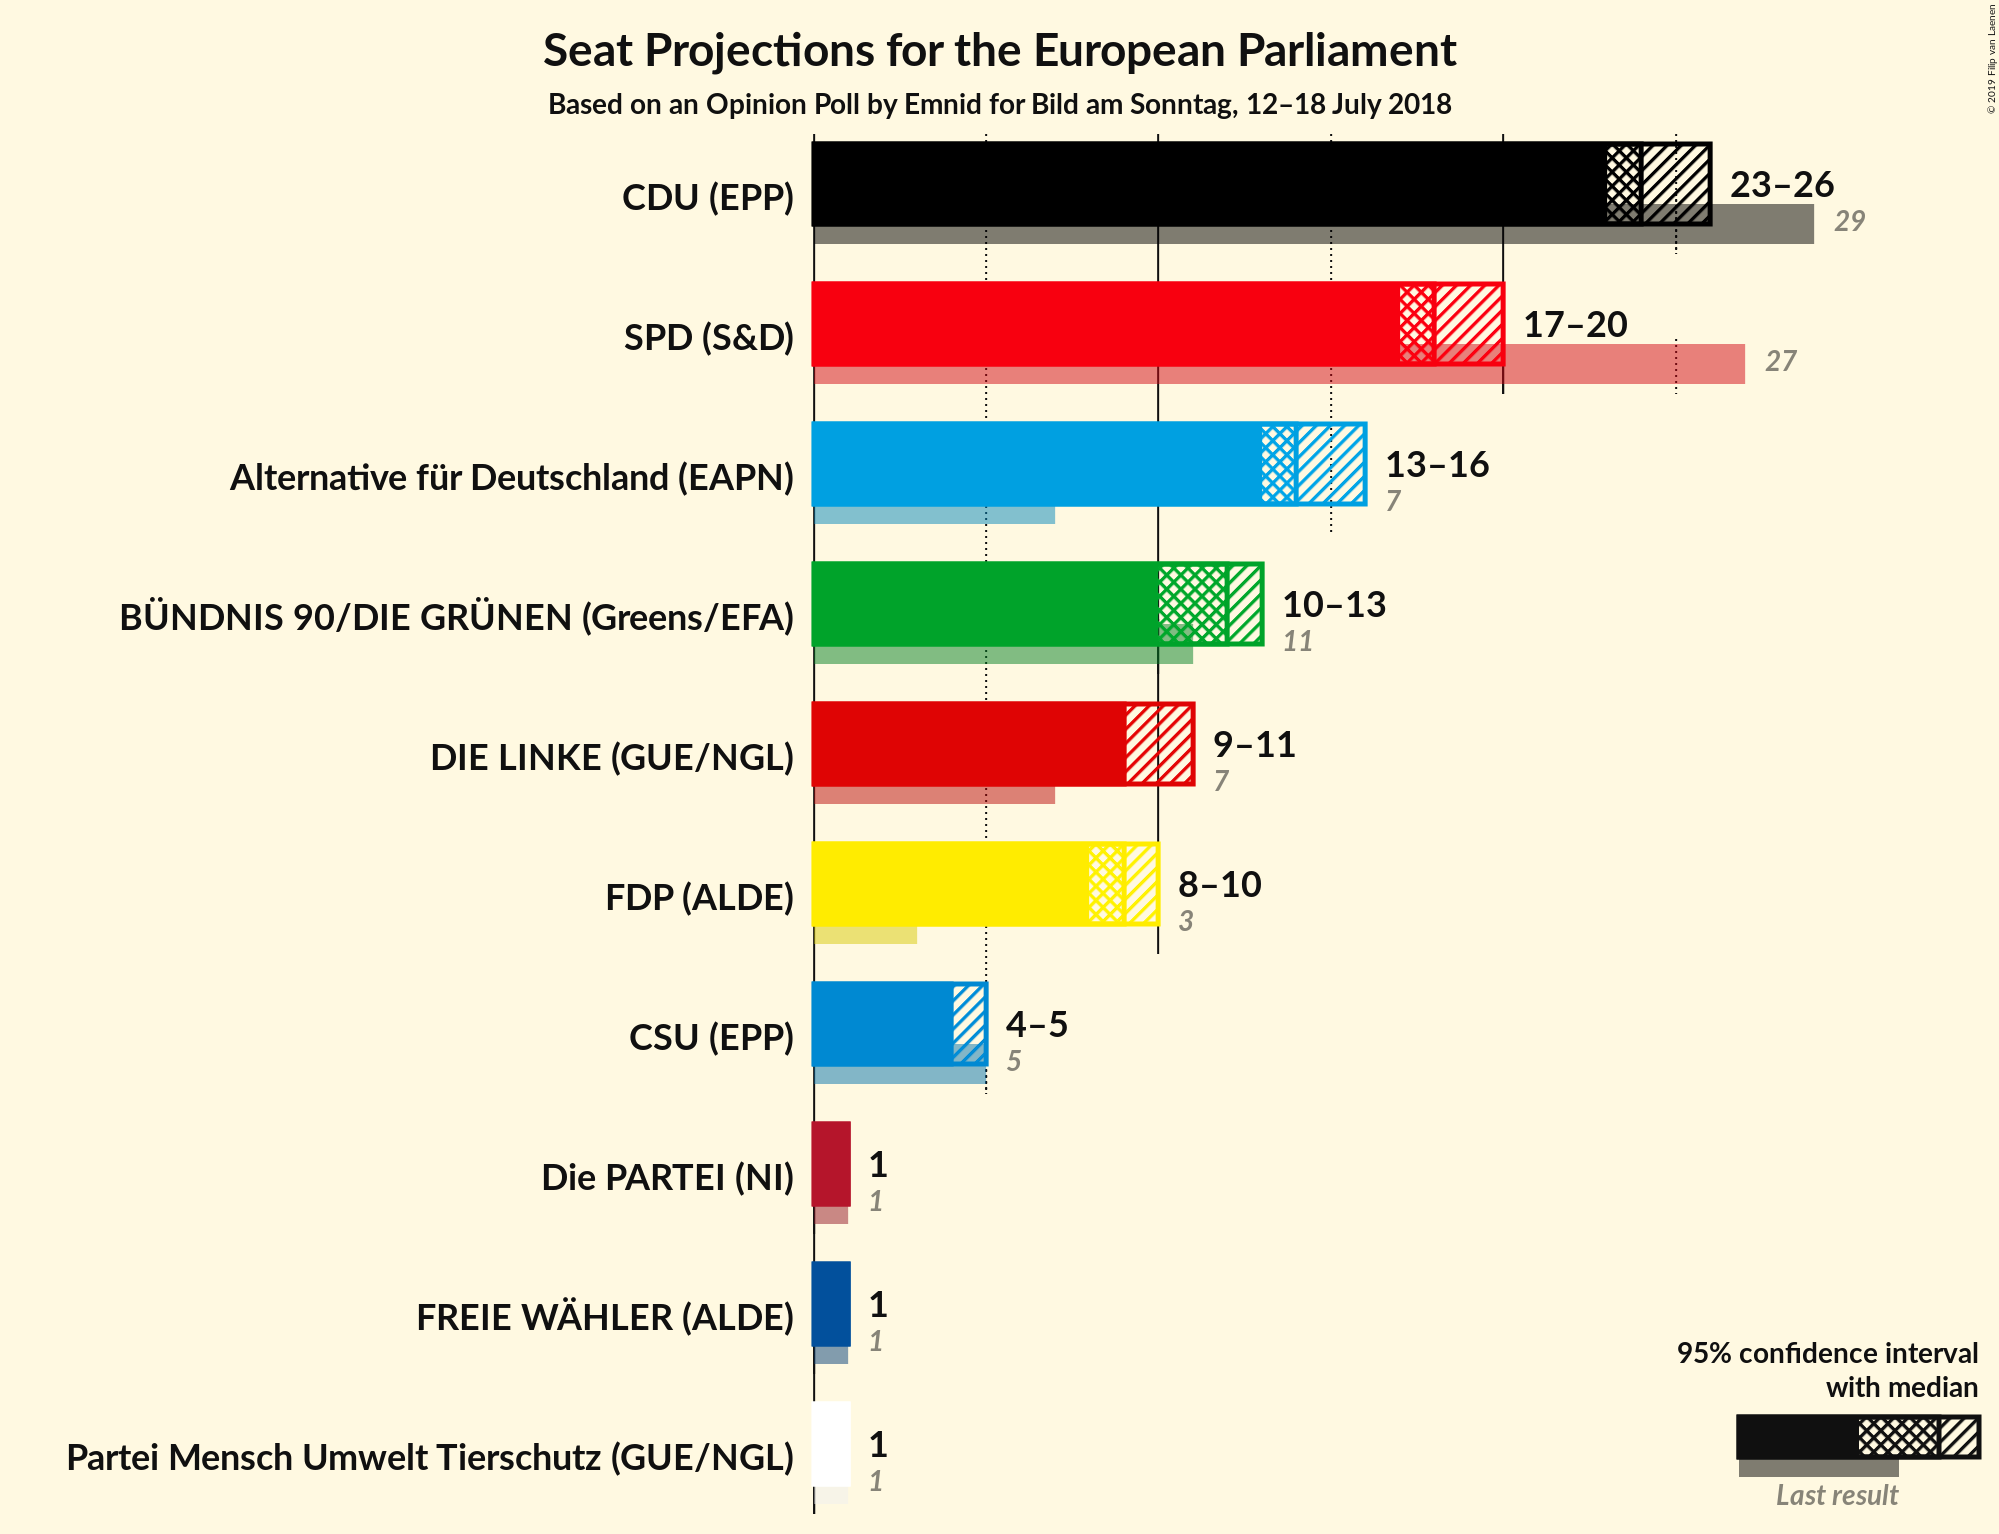 Seat Projections for the European Parliament
Based on an Opinion Poll by Emnid for Bild am Sonntag, 12–18 July 2018
© 2019 Filip van Laenen
CDU (EPP)
23–26
29
SPD (S&D)
17–20
27
Alternative für Deutschland (EAPN)
13–16
7
BÜNDNIS 90/DIE GRÜNEN (Greens/EFA)
10–13
11
DIE LINKE (GUE/NGL)
9–11
7
FDP (ALDE)
8–10
3
CSU (EPP)
4–5
5
Die PARTEI (NI)
1
1
FREIE WÄHLER (ALDE)
1
1
Partei Mensch Umwelt Tierschutz (GUE/NGL)
1
1
95% confidence interval
with median
Last result